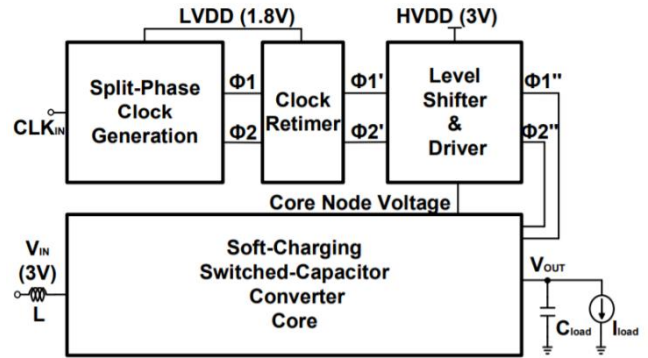 LVDD (1.8V)
HVDD (3V)
Split-Phase
Clock
Generation
CLKIN
Φ1
Φ2
Clock
Retimer
Φ1'
Φ2'
Level
Shifter
&
Driver
Φ1"
Φ2"
Core Node Voltage
VIN
(3V)
L
Soft-Charging
Switched-Capacitor
Converter
Core
VOUT
Cload
Iload